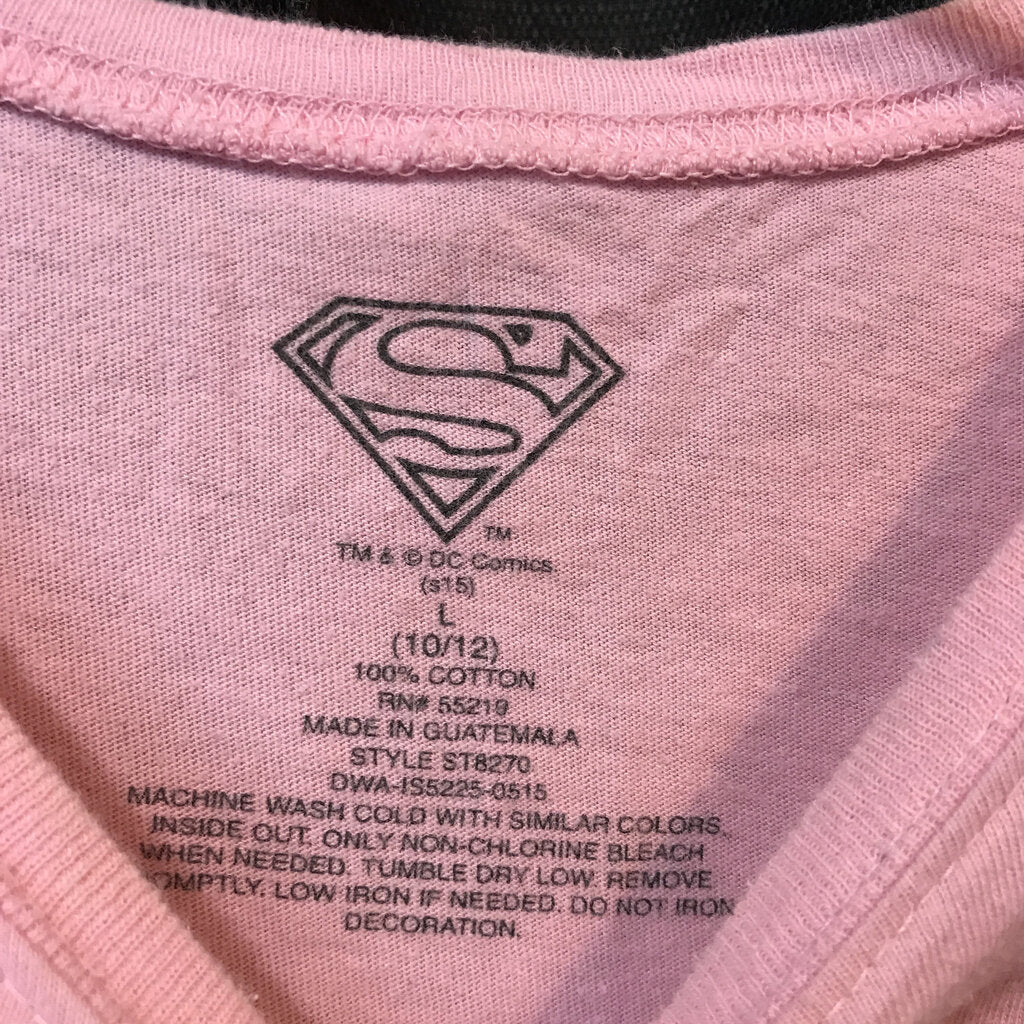 S
TM
TM & © DC Comics
(s15)
L
(10/12)
100% COTTON
RN# 55219
MADE IN GUATEMALA
STYLE ST8270
DWA-IS5225-0515
MACHINE WASH COLD WITH SIMILAR COLORS.
INSIDE OUT. ONLY NON-CHLORINE BLEACH
WHEN NEEDED. TUMBLE DRY LOW. REMOVE
OMPTLY. LOW IRON IF NEEDED. DO NOT IRON
DECORATION.